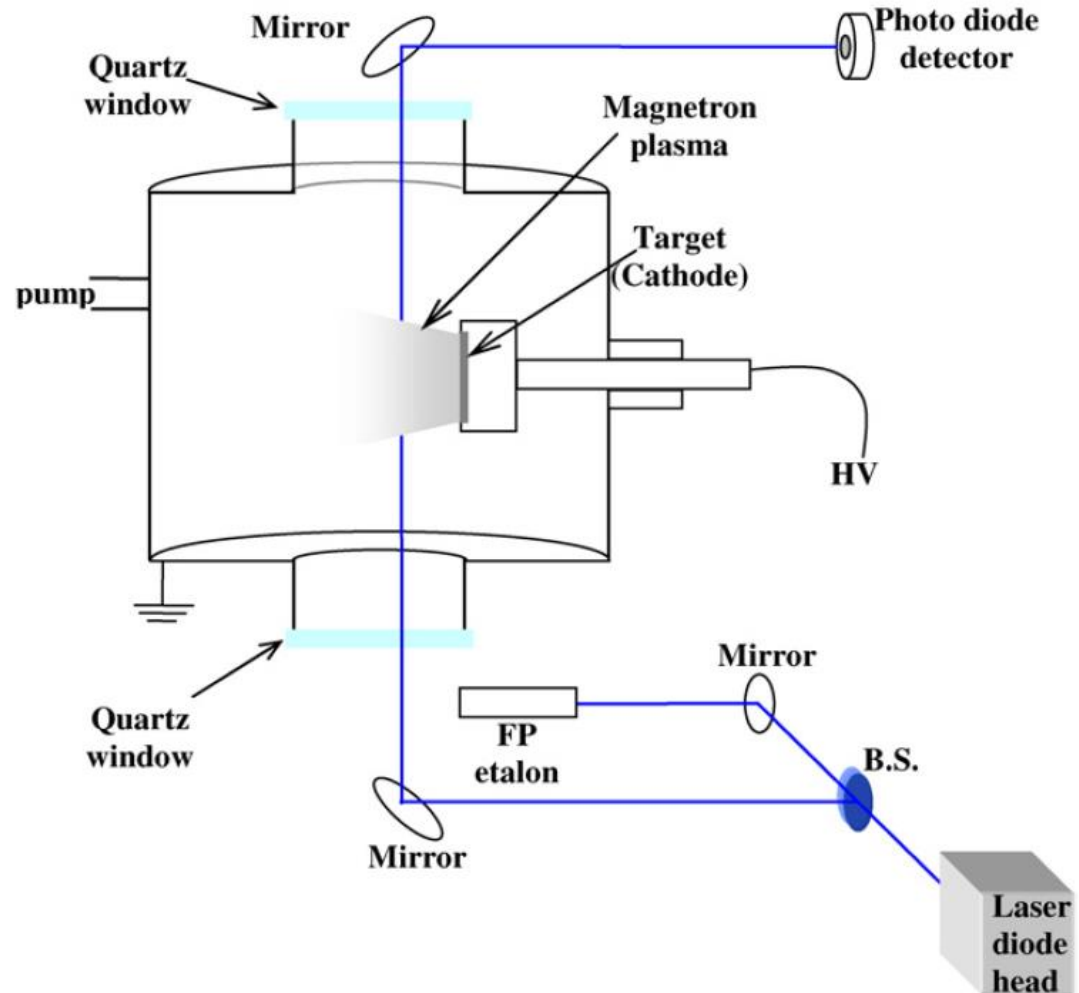 Mirror
Photo diode
detector
Quartz
window
Magnetron
plasma
Target
(Cathode)
pump
HV
Quartz
window
Mirror
FP
etalon
B.S.
Mirror
Laser
diode
head